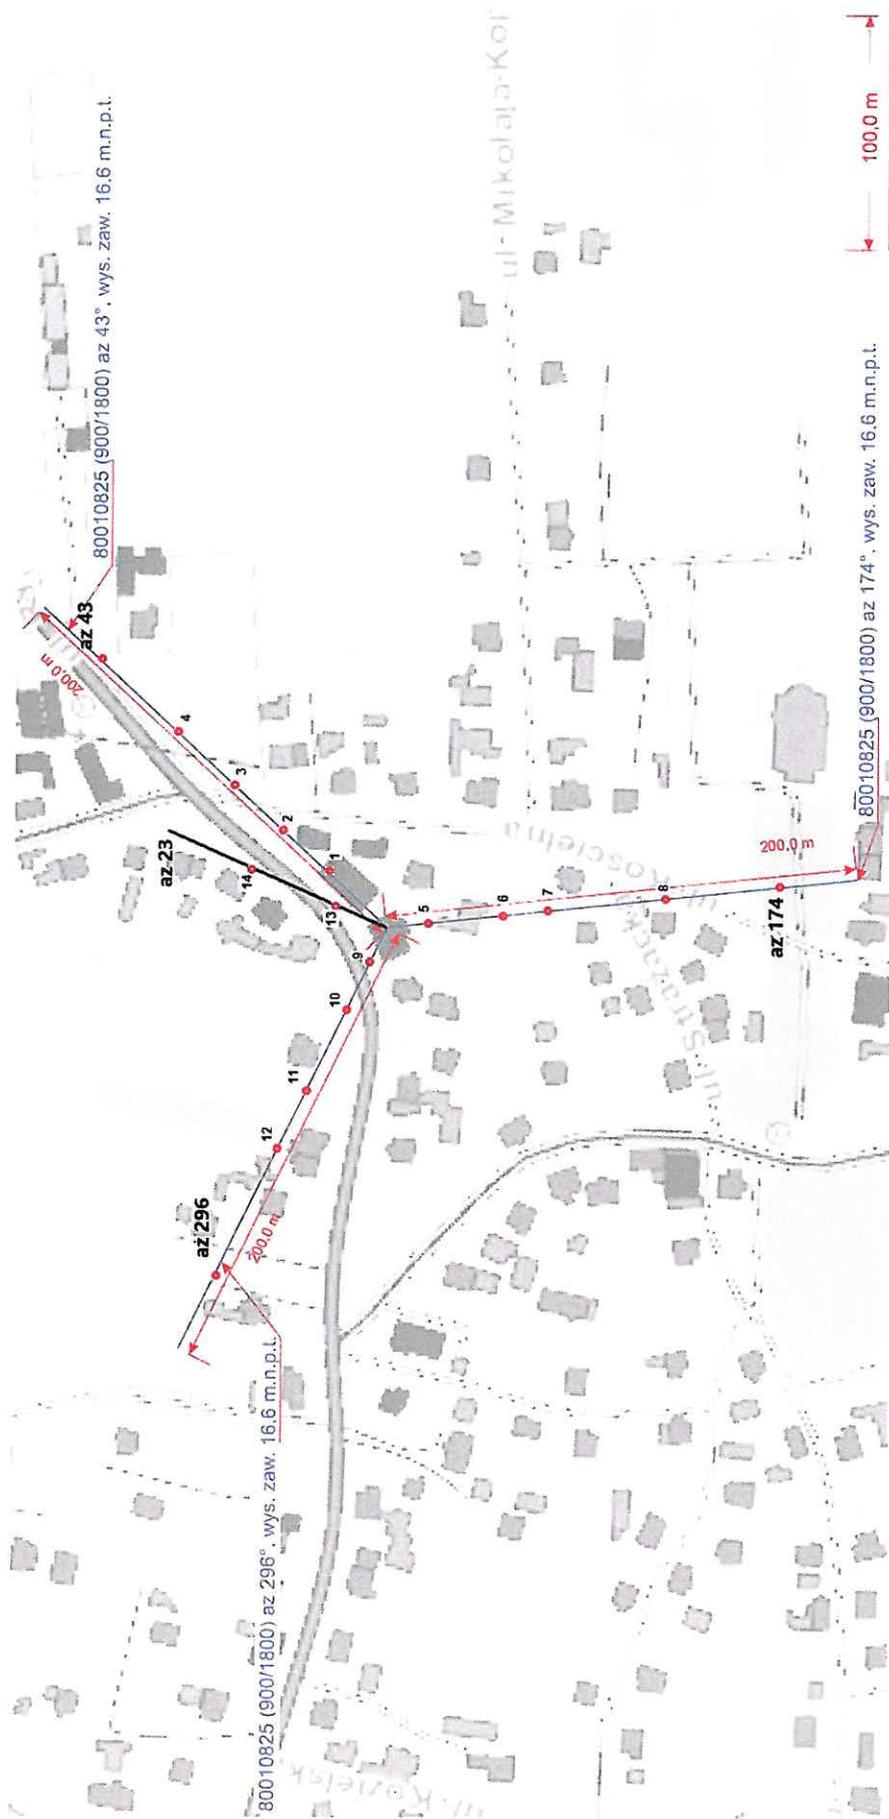 80010825 (900/1800) az 296°, wys. zaw. 16.6 m.n.p.t.
az 296
200,0 m
12
11
10
9
az 23
14
13
az 43
200,0 m
80010825 (900/1800) az 43°, wys. zaw. 16.6 m.n.p.t.
4
3
2
1
5
6
7
8
az 174
200,0 m
80010825 (900/1800) az 174°, wys. zaw. 16.6 m.n.p.t.
ul. Mikołaja Kop
Kościelna
ul. Strażacka
ul. Kozielsk
100,0 m